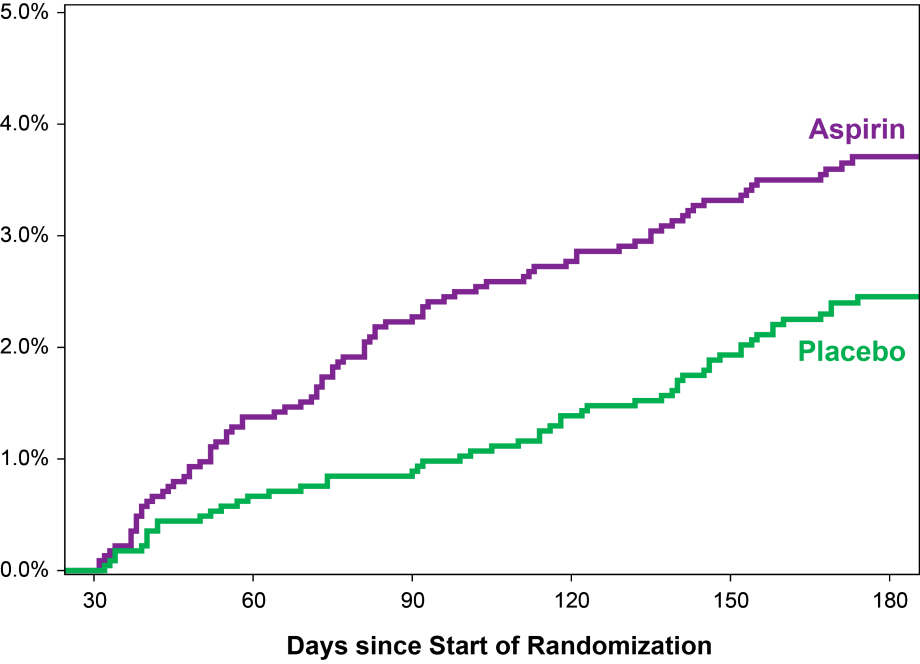 5.0%
4.0%
Aspirin
3.0%
2.0%
Placebo
1.0%
0.0%
30 60 90 120 150 180
Days since Start of Randomization